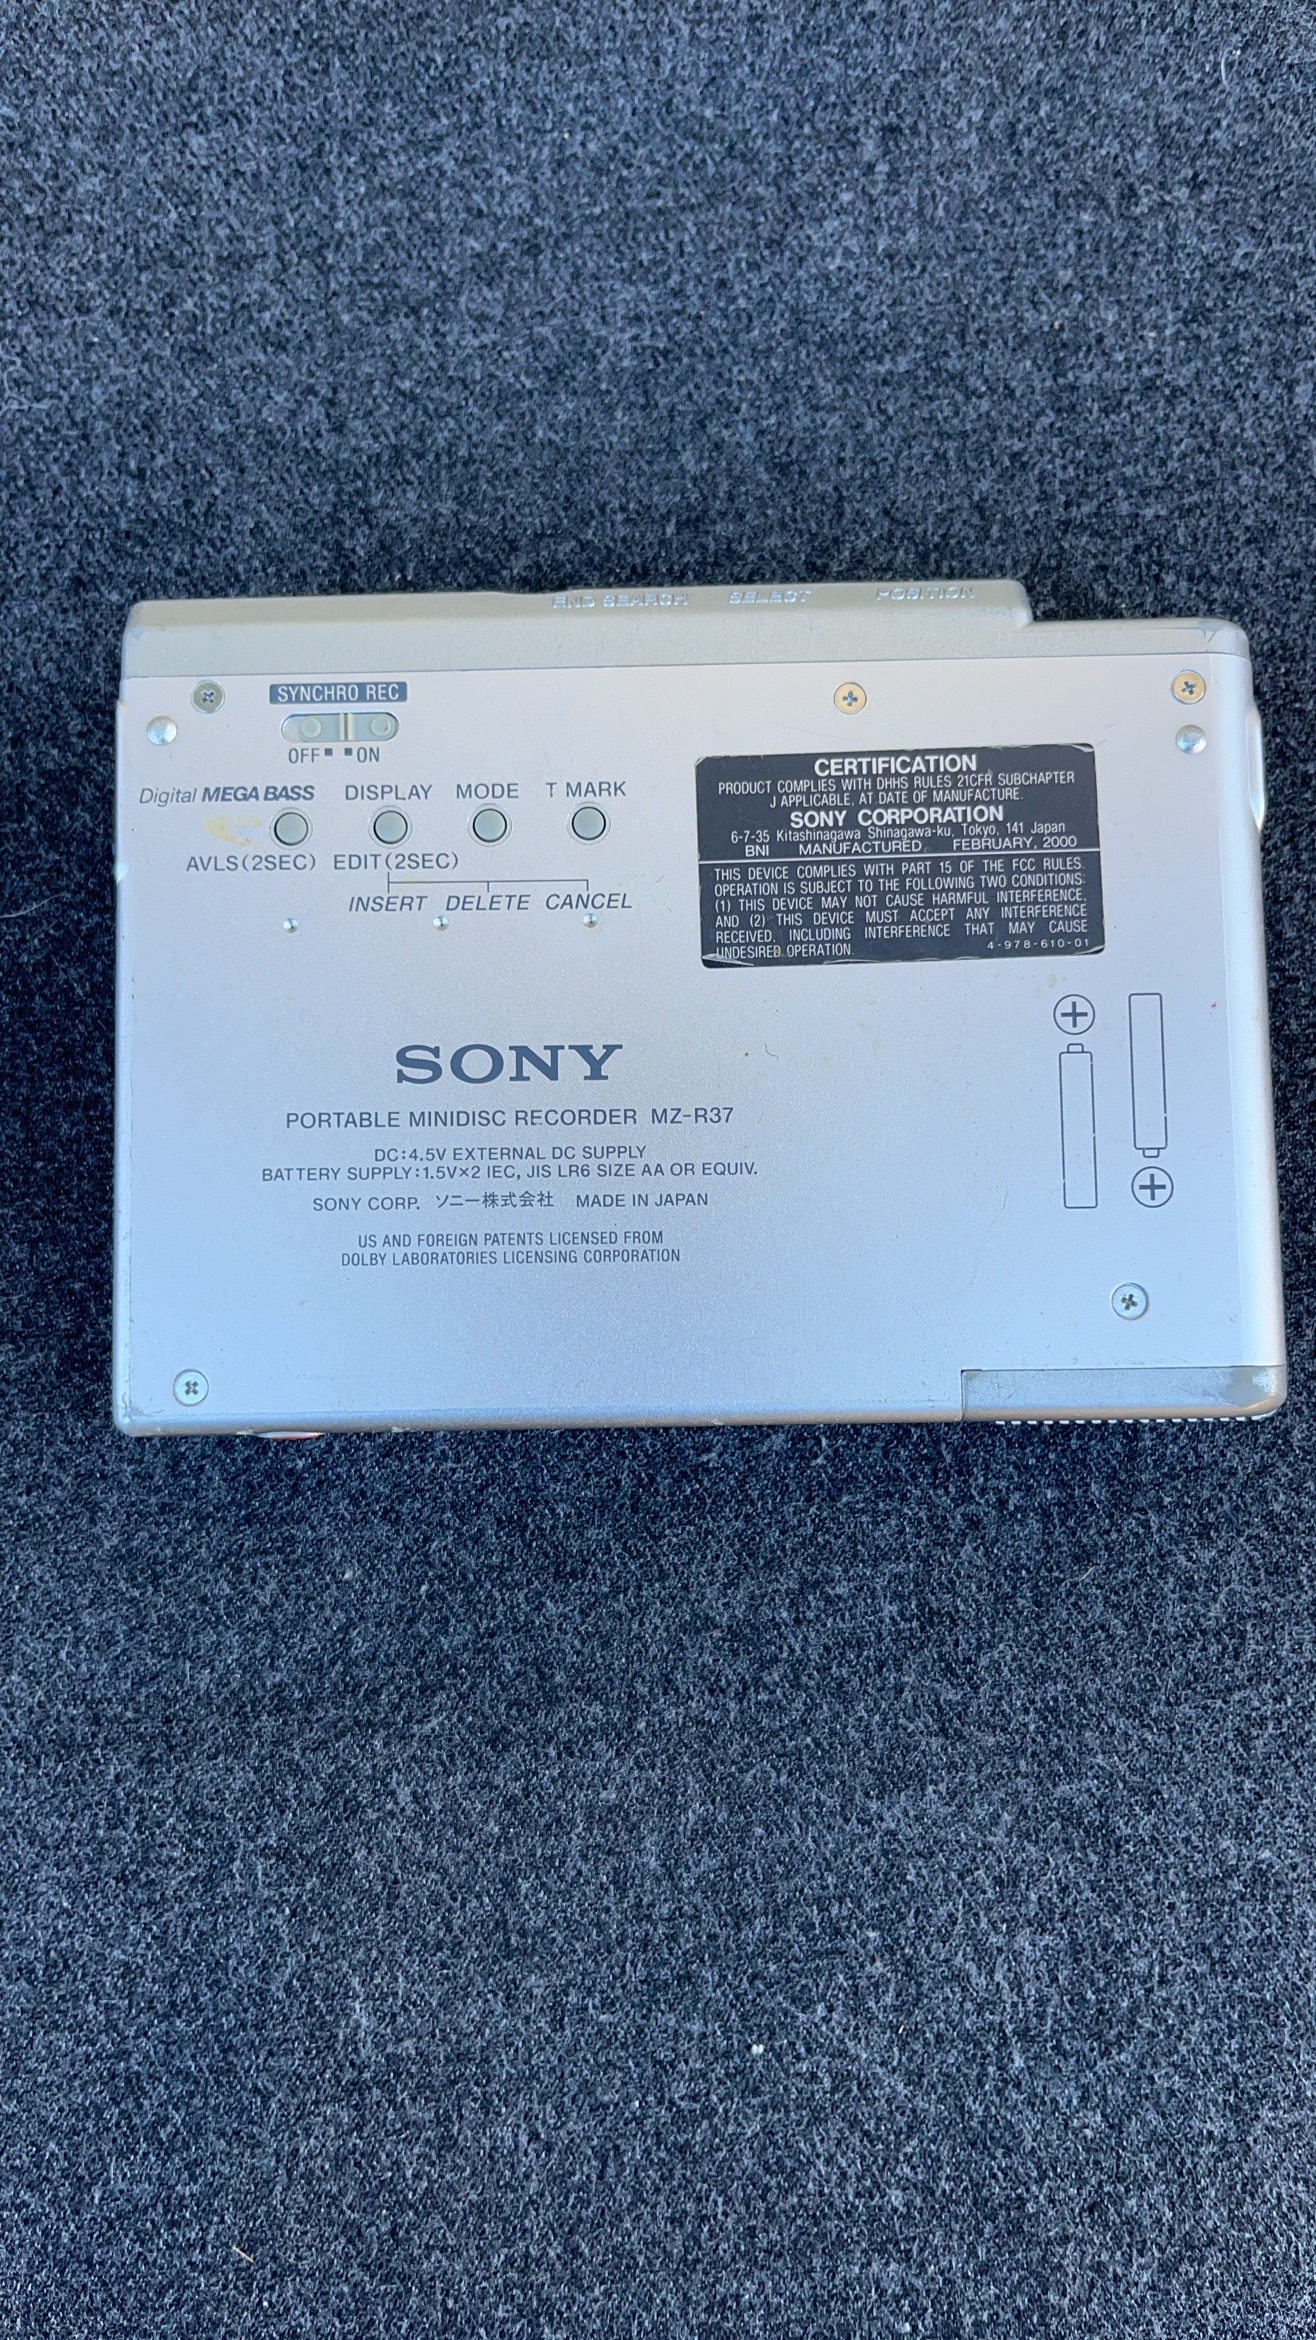 END SEARCH SELECT POSITION
SYNCHRO REC
OFF ON
Digital MEGA BASS DISPLAY MODE T MARK
AVLS(2SEC) EDIT(2SEC)
INSERT DELETE CANCEL
CERTIFICATION
PRODUCT COMPLIES WITH DHHS RULES 21CFR SUBCHAPTER
J APPLICABLE, AT DATE OF MANUFACTURE.
SONY CORPORATION
6-7-35 Kitashinagawa Shinagawa-ku, Tokyo, 141 Japan
BNI MANUFACTURED FEBRUARY, 2000
THIS DEVICE COMPLIES WITH PART 15 OF THE FCC RULES.
OPERATION IS SUBJECT TO THE FOLLOWING TWO CONDITIONS:
(1) THIS DEVICE MAY NOT CAUSE HARMFUL INTERFERENCE,
AND (2) THIS DEVICE MUST ACCEPT ANY INTERFERENCE
RECEIVED, INCLUDING INTERFERENCE THAT MAY CAUSE
UNDESIRED OPERATION. 4-978-610-01
SONY
PORTABLE MINIDISC RECORDER MZ-R37
DC:4.5V EXTERNAL DC SUPPLY
BATTERY SUPPLY:1.5V×2 IEC, JIS LR6 SIZE AA OR EQUIV.
SONY CORP. ソニー株式会社 MADE IN JAPAN
US AND FOREIGN PATENTS LICENSED FROM
DOLBY LABORATORIES LICENSING CORPORATION